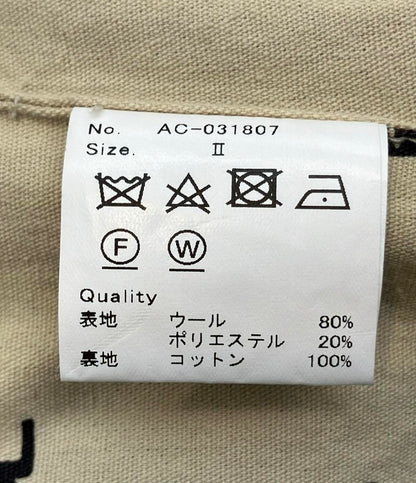 No. AC-031807
Size. Ⅱ
F W
Quality
表地 ウール 80%
ポリエステル 20%
裏地 コットン 100%